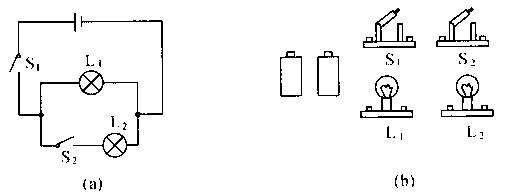 S₁
L₁
L₂
S₂
(a)
S₁ S₂
L₁ L₂
(b)